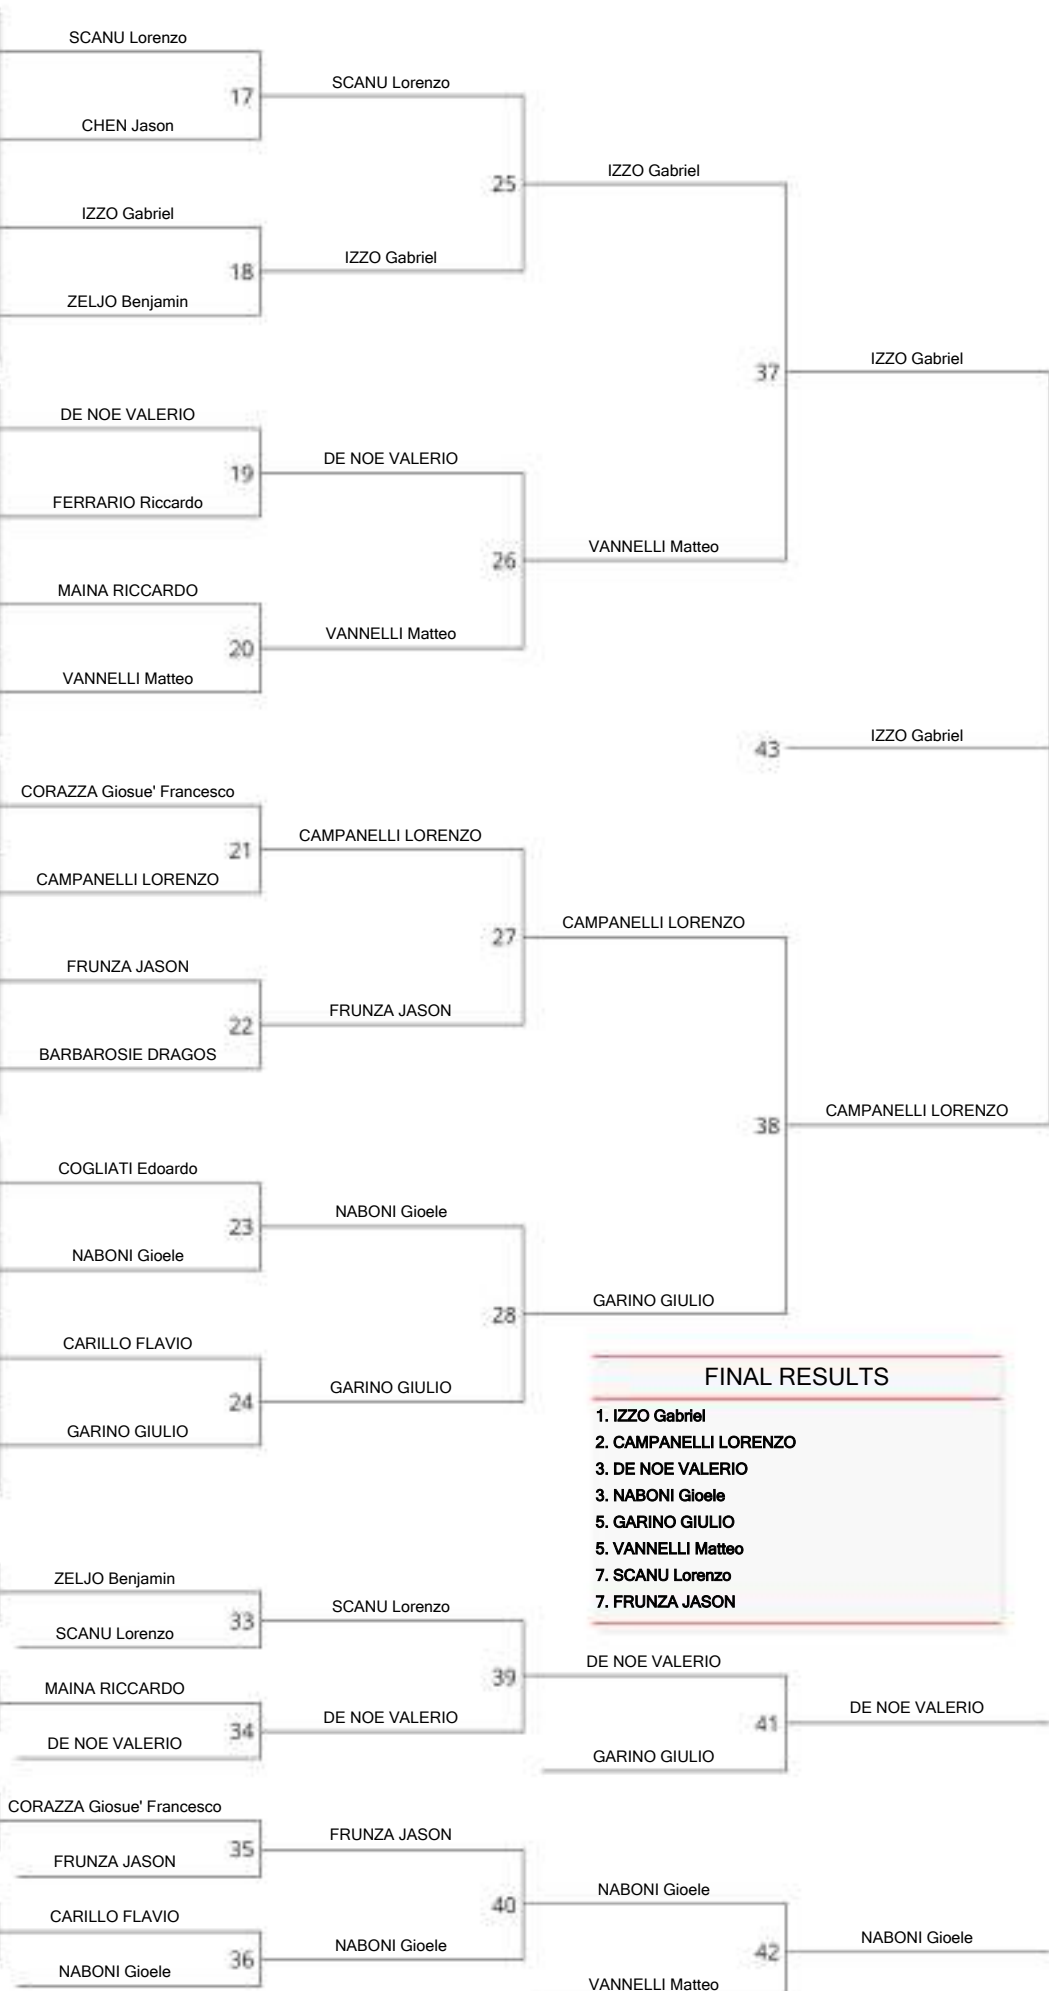 SCANU Lorenzo
SCANU Lorenzo
17
CHEN Jason
IZZO Gabriel
25
IZZO Gabriel
IZZO Gabriel
18
ZELJO Benjamin
IZZO Gabriel
37
DE NOE VALERIO
DE NOE VALERIO
19
FERRARIO Riccardo
VANNELLI Matteo
26
MAINA RICCARDO
VANNELLI Matteo
20
VANNELLI Matteo
IZZO Gabriel
43
CORAZZA Giosue' Francesco
CAMPANELLI LORENZO
21
CAMPANELLI LORENZO
CAMPANELLI LORENZO
27
FRUNZA JASON
FRUNZA JASON
22
BARBAROSIE DRAGOS
CAMPANELLI LORENZO
38
COGLIATI Edoardo
NABONI Gioele
23
NABONI Gioele
GARINO GIULIO
28
CARILLO FLAVIO
GARINO GIULIO
24
GARINO GIULIO
FINAL RESULTS
1. IZZO Gabriel
2. CAMPANELLI LORENZO
3. DE NOE VALERIO
3. NABONI Gioele
5. GARINO GIULIO
5. VANNELLI Matteo
7. SCANU Lorenzo
7. FRUNZA JASON
ZELJO Benjamin
SCANU Lorenzo
33
SCANU Lorenzo
DE NOE VALERIO
39
MAINA RICCARDO
DE NOE VALERIO
34
DE NOE VALERIO
DE NOE VALERIO
41
GARINO GIULIO
CORAZZA Giosue' Francesco
FRUNZA JASON
35
FRUNZA JASON
NABONI Gioele
40
CARILLO FLAVIO
NABONI Gioele
36
NABONI Gioele
NABONI Gioele
42
VANNELLI Matteo